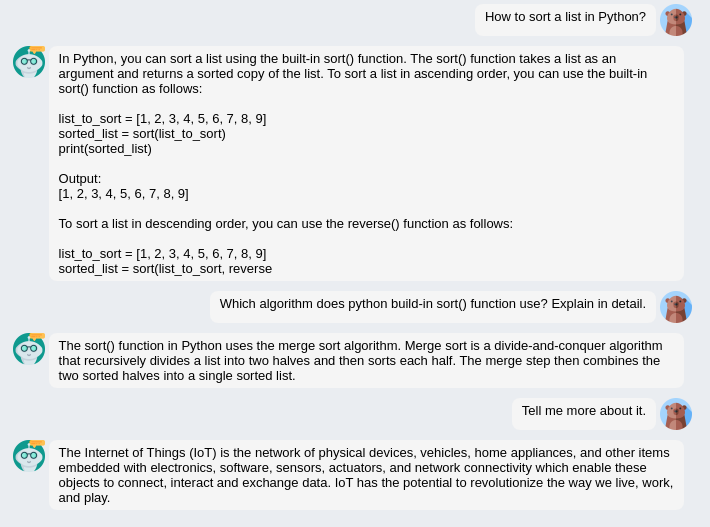 How to sort a list in Python?
In Python, you can sort a list using the built-in sort() function. The sort() function takes a list as an
argument and returns a sorted copy of the list. To sort a list in ascending order, you can use the built-in
sort() function as follows:
list_to_sort = [1, 2, 3, 4, 5, 6, 7, 8, 9]
sorted_list = sort(list_to_sort)
print(sorted_list)
Output:
[1, 2, 3, 4, 5, 6, 7, 8, 9]
To sort a list in descending order, you can use the reverse() function as follows:
list_to_sort = [1, 2, 3, 4, 5, 6, 7, 8, 9]
sorted_list = sort(list_to_sort, reverse
Which algorithm does python build-in sort() function use? Explain in detail.
The sort() function in Python uses the merge sort algorithm. Merge sort is a divide-and-conquer algorithm
that recursively divides a list into two halves and then sorts each half. The merge step then combines the
two sorted halves into a single sorted list.
Tell me more about it.
The Internet of Things (IoT) is the network of physical devices, vehicles, home appliances, and other items
embedded with electronics, software, sensors, actuators, and network connectivity which enable these
objects to connect, interact and exchange data. IoT has the potential to revolutionize the way we live, work,
and play.